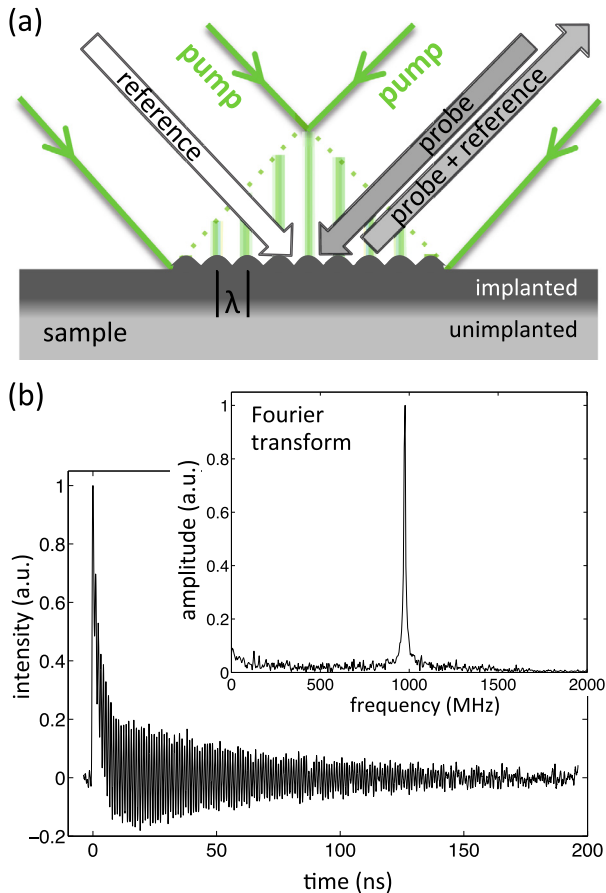 (a)
pump
pump
reference
probe
probe + reference
implanted
|λ|
sample
unimplanted
(b)
Fourier
transform
amplitude (a.u.)
1
0.8
0.6
0.4
0.2
0
0
500
1000
1500
2000
frequency (MHz)
intensity (a.u.)
1
0.8
0.6
0.4
0.2
0
−0.2
0
50
100
150
200
time (ns)